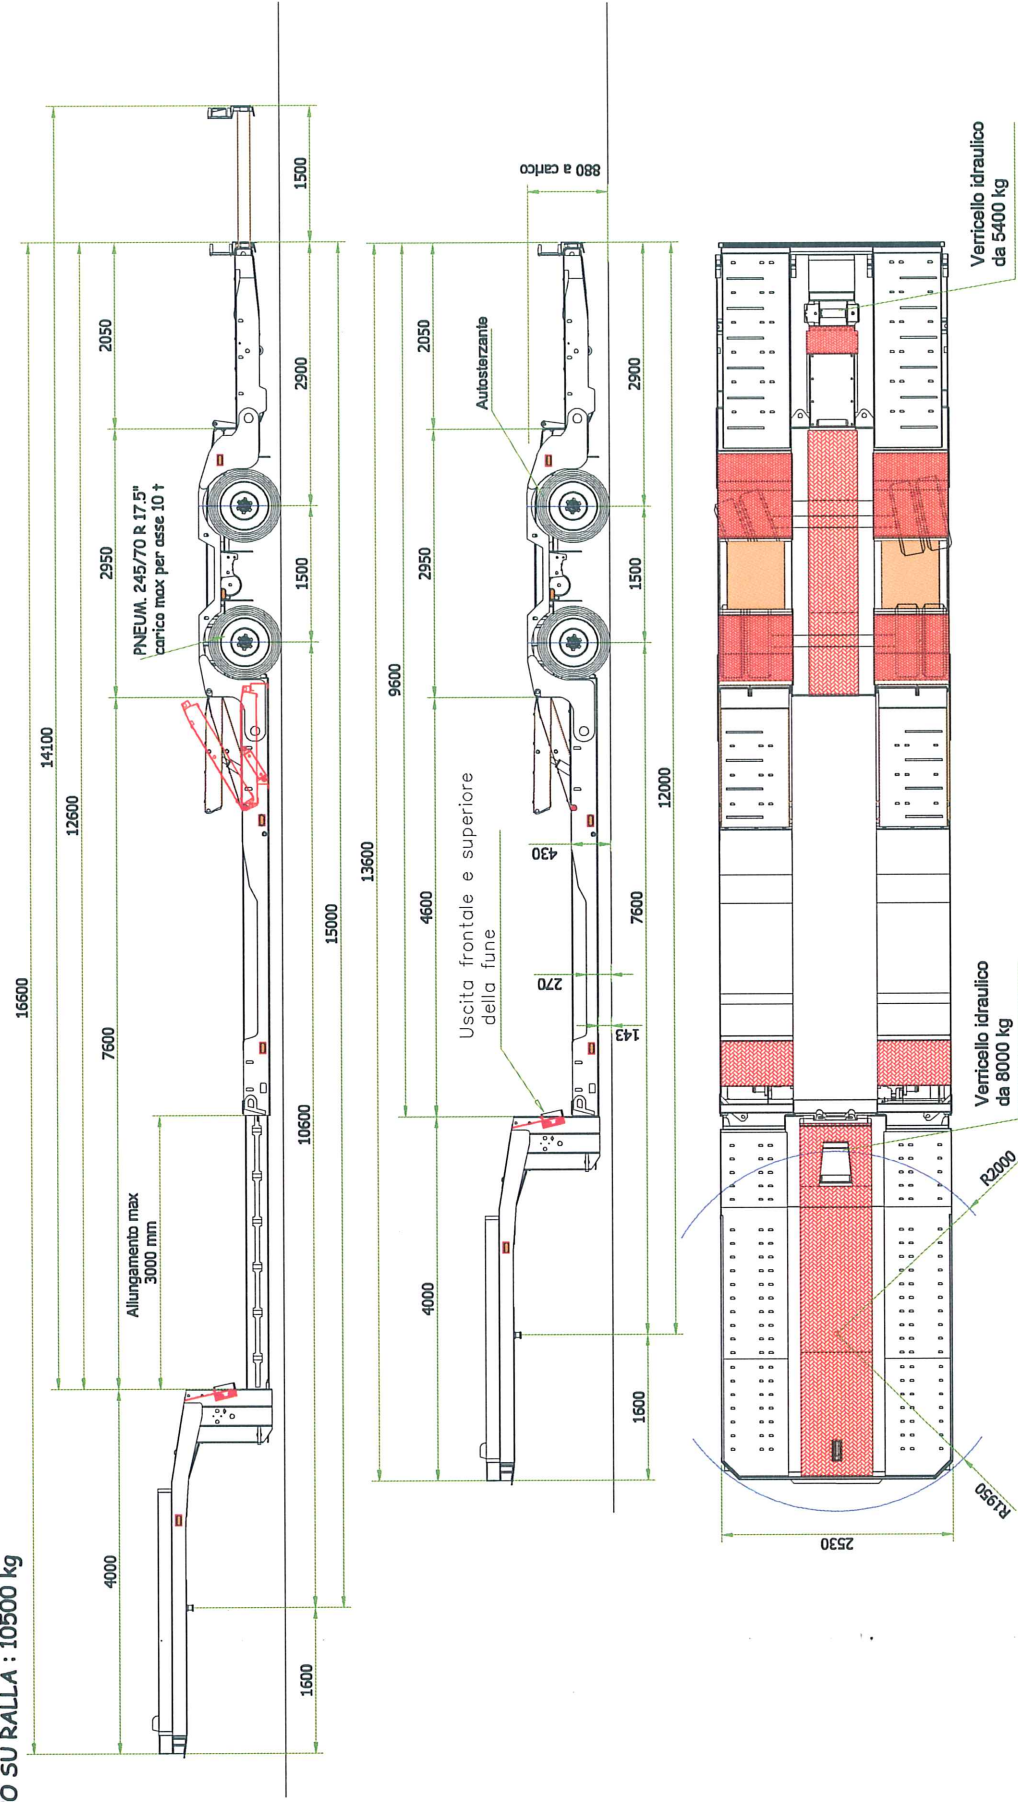 O SU RALLA : 10500 kg
16600
14100
12600
4000
7600
2950
2050
Allungamento max
3000 mm
PNEUM. 245/70 R 17.5"
carico max per asse 10 t
1600
10600
1500
2900
1500
15000
13600
9600
4000
4600
2950
2050
Uscita frontale e superiore
della fune
Autosterzante
880 a carico
430
270
143
1600
7600
1500
2900
12000
2530
R1950
R2000
Verricello idraulico
da 8000 kg
Verricello idraulico
da 5400 kg